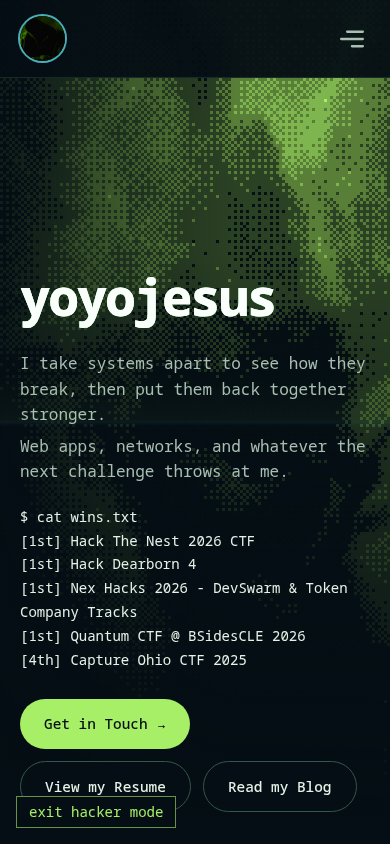 yoyojesus
I take systems apart to see how they
break, then put them back together
stronger.
Web apps, networks, and whatever the
next challenge throws at me.
$ cat wins.txt
[1st] Hack The Nest 2026 CTF
[1st] Hack Dearborn 4
[1st] Nex Hacks 2026 - DevSwarm & Token
Company Tracks
[1st] Quantum CTF @ BSidesCLE 2026
[4th] Capture Ohio CTF 2025
Get in Touch →
View my Resume
Read my Blog
exit hacker mode